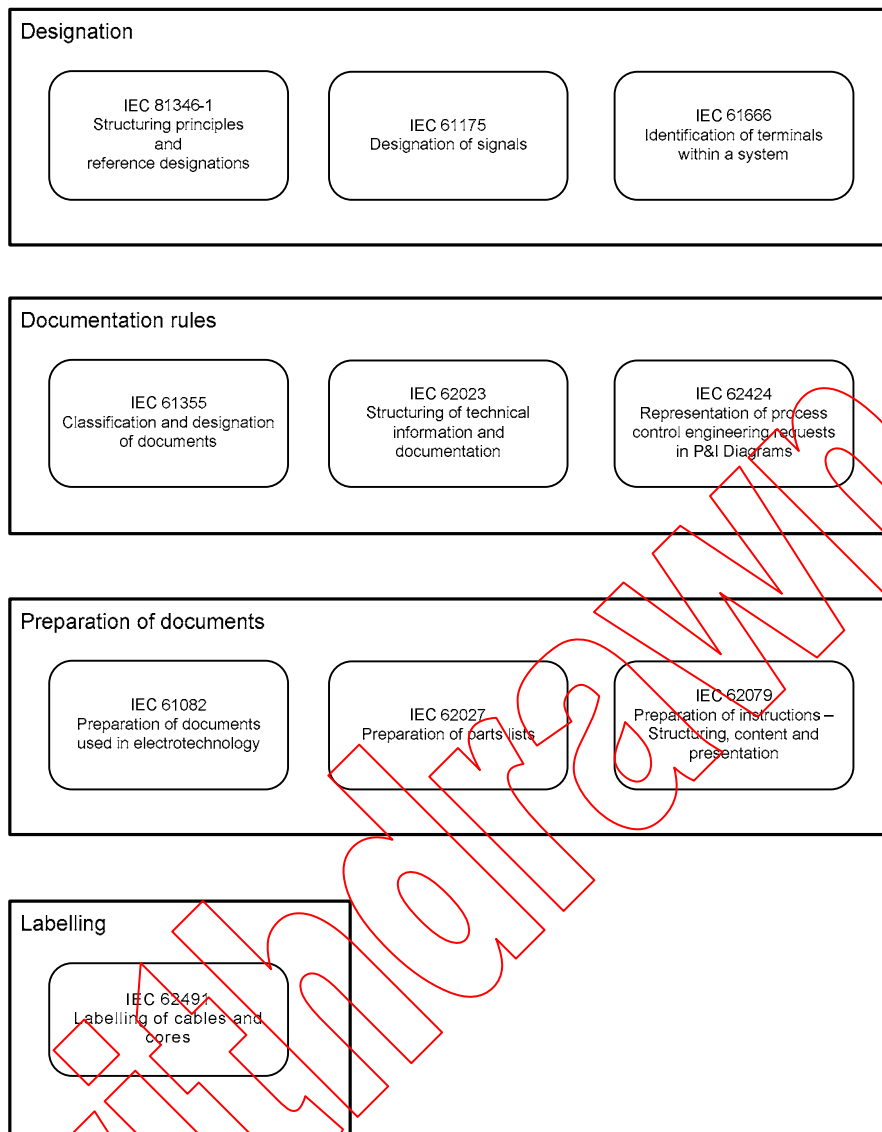 Designation
IEC 81346-1
Structuring principles
and
reference designations
IEC 61175
Designation of signals
IEC 61666
Identification of terminals
within a system
Documentation rules
IEC 61355
Classification and designation
of documents
IEC 62023
Structuring of technical
information and
documentation
IEC 62424
Representation of process
control engineering requests
in P&I Diagrams
Preparation of documents
IEC 61082
Preparation of documents
used in electrotechnology
IEC 62027
Preparation of parts lists
IEC 62079
Preparation of instructions –
Structuring, content and
presentation
Labelling
IEC 62491
Labelling of cables and
cores
ithdrawn